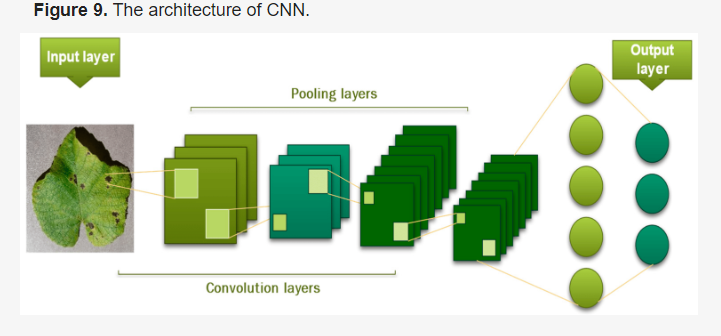 Figure 9. The architecture of CNN.
Input layer
Output
layer
Pooling layers
Convolution layers